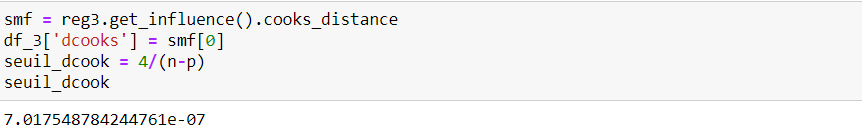 smf = reg3.get_influence().cooks_distance
df_3['dcooks'] = smf[0]
seuil_dcook = 4/(n-p)
seuil_dcook
7.017548784244761e-07